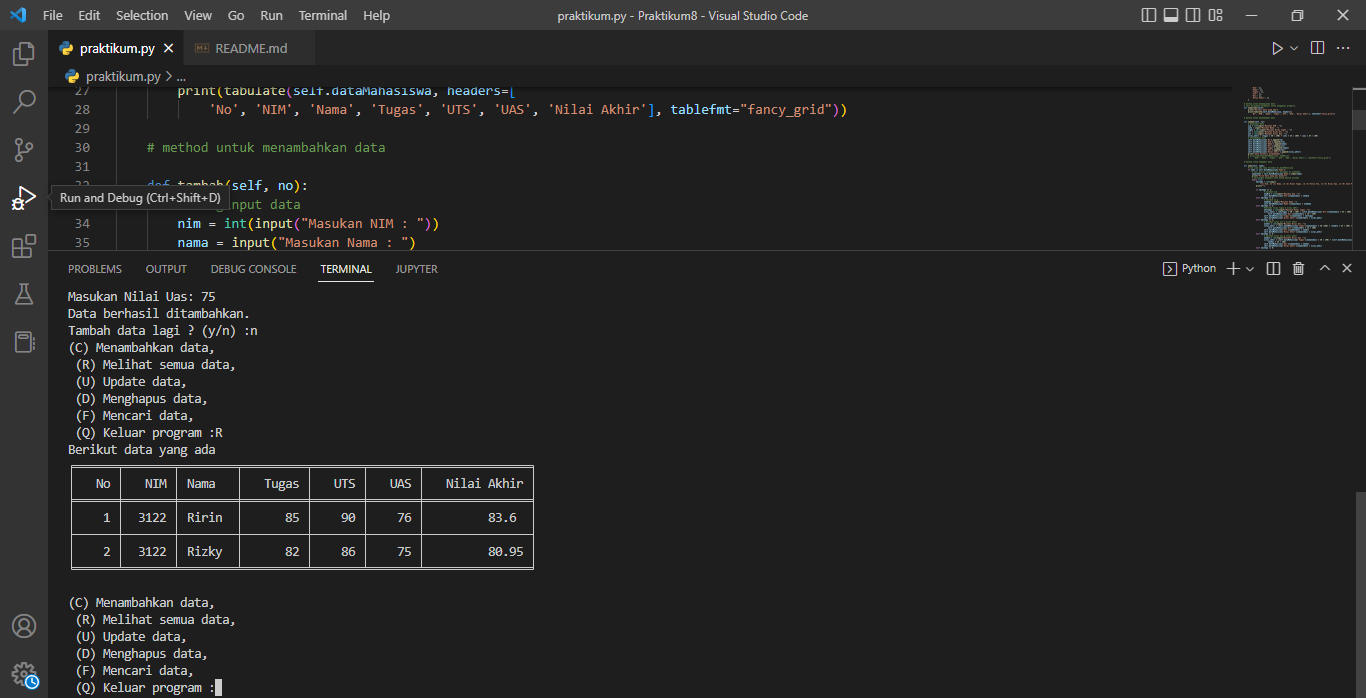 File Edit Selection View Go Run Terminal Help praktikum.py - Praktikum8 - Visual Studio Code
praktikum.py README.md
praktikum.py > ...
27 print(tabulate(self.dataMahasiswa, headers=[
28 'No', 'NIM', 'Nama', 'Tugas', 'UTS', 'UAS', 'Nilai Akhir'], tablefmt="fancy_grid"))
29
30 # method untuk menambahkan data
31
32 def tambah(self, no):
Run and Debug (Ctrl+Shift+D)
input data
34 nim = int(input("Masukan NIM : "))
35 nama = input("Masukan Nama : ")
PROBLEMS OUTPUT DEBUG CONSOLE TERMINAL JUPYTER Python
Masukan Nilai Uas: 75
Data berhasil ditambahkan.
Tambah data lagi ? (y/n) :n
(C) Menambahkan data,
(R) Melihat semua data,
(U) Update data,
(D) Menghapus data,
(F) Mencari data,
(Q) Keluar program :R
Berikut data yang ada
No NIM Nama Tugas UTS UAS Nilai Akhir
1 3122 Ririn 85 90 76 83.6
2 3122 Rizky 82 86 75 80.95
(C) Menambahkan data,
(R) Melihat semua data,
(U) Update data,
(D) Menghapus data,
(F) Mencari data,
(Q) Keluar program :